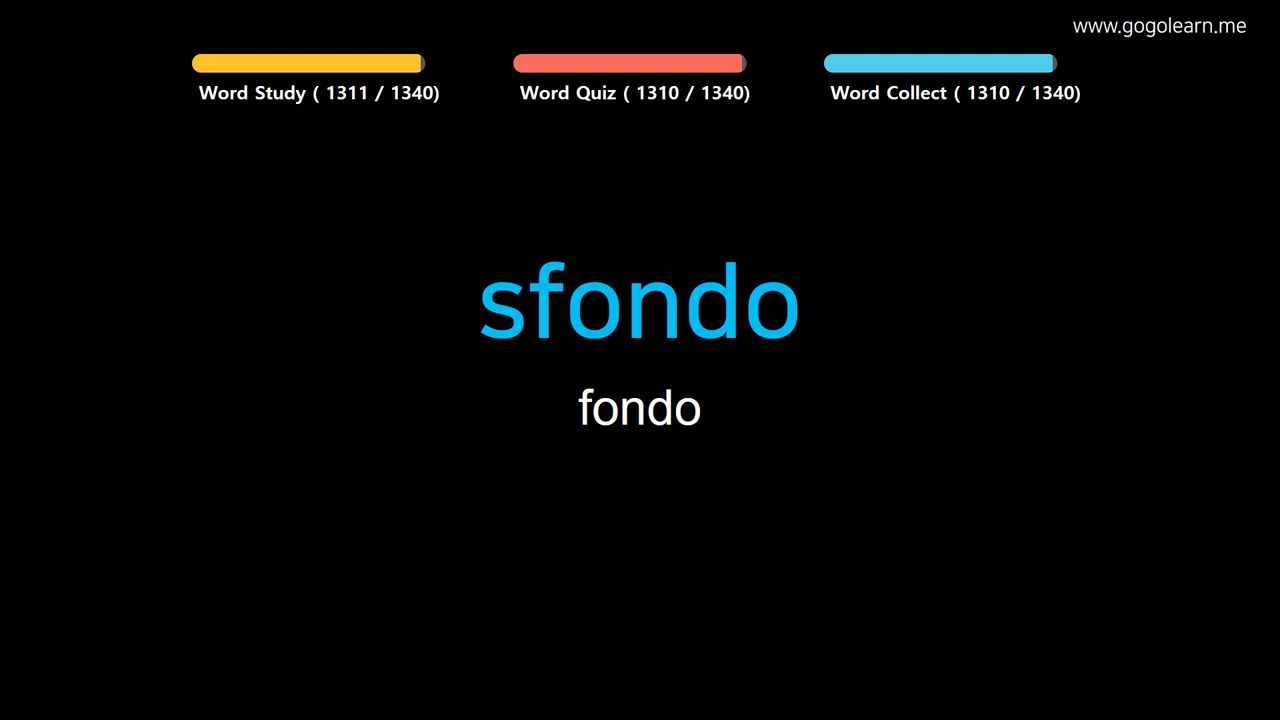 www.gogolearn.me
Word Study ( 1311 / 1340)
Word Quiz ( 1310 / 1340)
Word Collect ( 1310 / 1340)
sfondo
fondo